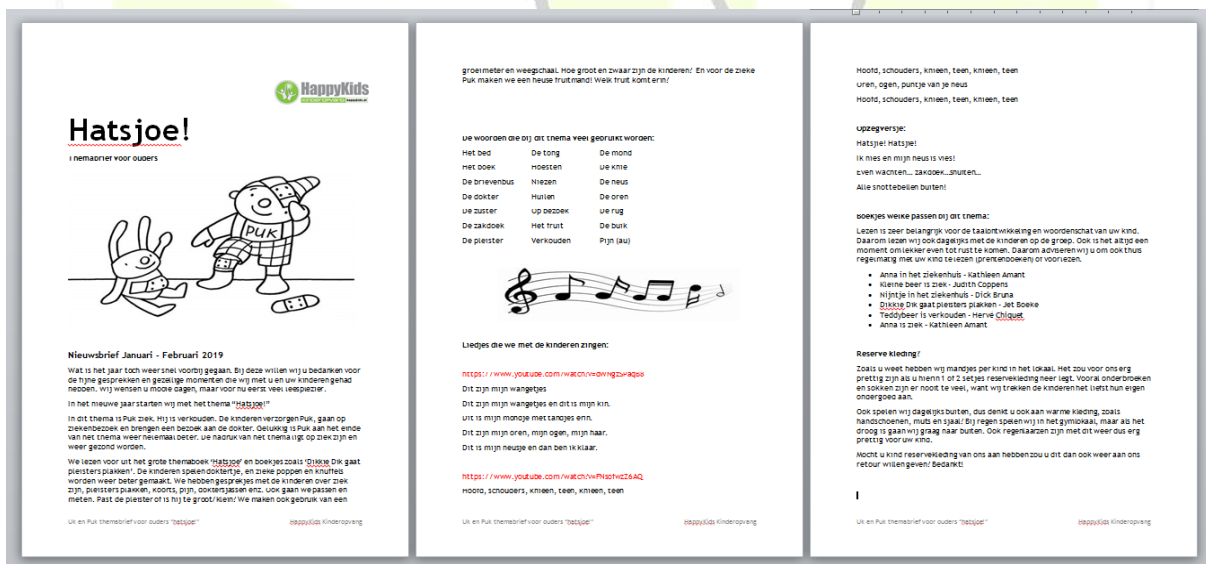 HappyKids
kinderopvang happykids.nl
Hatsjoe!
Themabrief voor ouders
PUK
Nieuwsbrief Januari - Februari 2019
Wat is het jaar toch weer snel voorbij gegaan. Bij deze willen wij u bedanken voor
de fijne gesprekken en gezellige momenten die wij met u en uw kinderen gehad
hebben. Wij wensen u mooie dagen, maar voor nu eerst veel leesplezier.
In het nieuwe jaar starten wij met het thema “Hatsjoe!”
In dit thema is Puk ziek. Hij is verkouden. De kinderen verzorgen Puk, gaan op
ziekenbezoek en brengen een bezoek aan de dokter. Gelukkig is Puk aan het einde
van het thema weer helemaal beter. De nadruk van het thema ligt op ziek zijn en
weer gezond worden.
We lezen voor uit het grote themaboek ‘Hatsjoe’ en boekjes zoals ‘Dikkie Dik gaat
pleisters plakken’. De kinderen spelen doktertje, en zieke poppen en knuffels
worden weer beter gemaakt. We hebben gesprekjes met de kinderen over ziek
zijn, pleisters plakken, koorts, pijn, doktersjassen enz. Ook gaan we passen en
meten. Past de pleister of is hij te groot/klein? We maken ook gebruik van een
Uk en Puk themabrief voor ouders “hatsjoe!” HappyKids Kinderopvang
groeimeter en weegschaal. Hoe groot en zwaar zijn de kinderen? En voor de zieke
Puk maken we een heuse fruitmand! Welk fruit komt erin?
De woorden die bij dit thema veel gebruikt worden:
Het bed De tong De mond
Het boek Hoesten De knie
De brievenbus Niezen De neus
De dokter Huilen De oren
De zuster Op bezoek De rug
De zakdoek Het fruit De buik
De pleister Verkouden Pijn (au)
Liedjes die we met de kinderen zingen:
Dit zijn mijn wangetjes
Dit zijn mijn wangetjes en dit is mijn kin.
Dit is mijn mondje met tandjes erin.
Dit zijn mijn oren, mijn ogen, mijn haar.
Dit is mijn neusje en dan ben ik klaar.
Hoofd, schouders, knieen, teen, knieen, teen
Uk en Puk themabrief voor ouders “hatsjoe!” HappyKids Kinderopvang
Hoofd, schouders, knieen, teen, knieen, teen
Oren, ogen, puntje van je neus
Hoofd, schouders, knieen, teen, knieen, teen
Opzegversje:
Hatsjie! Hatsjie!
Ik nies en mijn neus is vies!
Even wachten… zakdoek…snuiten…
Alle snottebellen buiten!
Boekjes welke passen bij dit thema:
Lezen is zeer belangrijk voor de taalontwikkeling en woordenschat van uw kind.
Daarom lezen wij ook dagelijks met de kinderen op de groep. Ook is het altijd een
moment om lekker even tot rust te komen. Daarom adviseren wij u om ook thuis
regelmatig met uw kind te lezen (prentenboeken) of voorlezen.
• Anna in het ziekenhuis - Kathleen Amant
• Kleine beer is ziek - Judith Coppens
• Nijntje in het ziekenhuis - Dick Bruna
• Dikkie Dik gaat pleisters plakken - Jet Boeke
• Teddybeer is verkouden - Hervé Chiquet
• Anna is ziek - Kathleen Amant
Reserve kleding?
Zoals u weet hebben wij mandjes per kind in het lokaal. Het zou voor ons erg
prettig zijn als u hierin 1 of 2 setjes reservekleding neer legt. Vooral onderbroeken
en sokken zijn er nooit te veel, want wij trekken de kinderen het liefst hun eigen
ondergoed aan.
Ook spelen wij dagelijks buiten, dus denkt u ook aan warme kleding, zoals
handschoenen, muts en sjaal? Bij regen spelen wij in het gymlokaal, maar als het
droog is gaan wij graag naar buiten. Ook regenlaarzen zijn met dit weer dus erg
prettig voor uw kind.
Mocht u kind reservekleding van ons aan hebben zou u dit dan ook weer aan ons
retour willen geven? Bedankt!
Uk en Puk themabrief voor ouders “hatsjoe!” HappyKids Kinderopvang